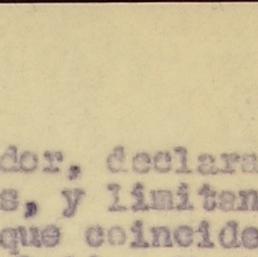 dor, declara
s, y limitan
que coincide